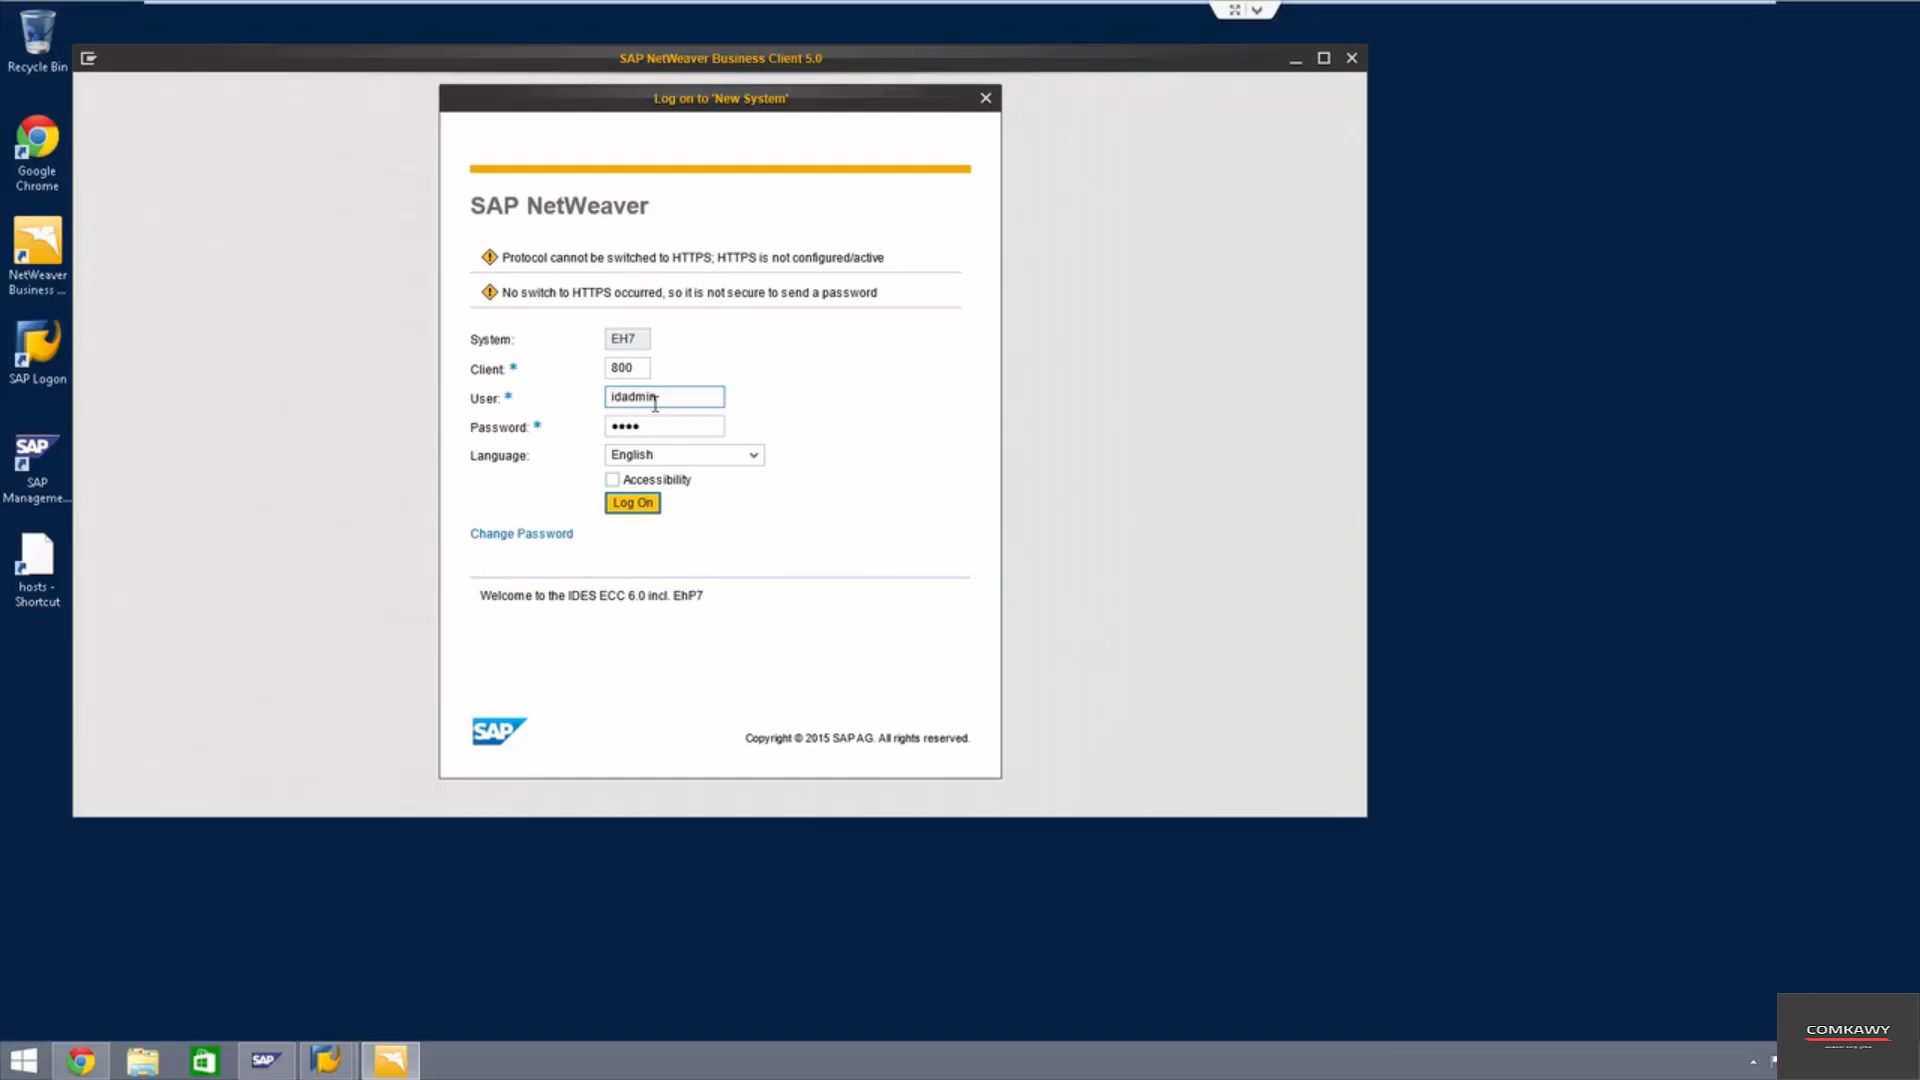 SAP NetWeaver Business Client 5.0
Recycle Bin
Log on to 'New System'
Google
Chrome
SAP NetWeaver
Protocol cannot be switched to HTTPS; HTTPS is not configured/active
NetWeaver
Business ...
No switch to HTTPS occurred, so it is not secure to send a password
System: EH7
Client: * 800
SAP Logon
User: * idadmin
Password: * ••••
Language: English
Accessibility
SAP
SAP
Manageme...
Log On
Change Password
hosts -
Shortcut
Welcome to the IDES ECC 6.0 incl. EhP7
SAP
Copyright © 2015 SAP AG. All rights reserved.
COMKAWY
SAP